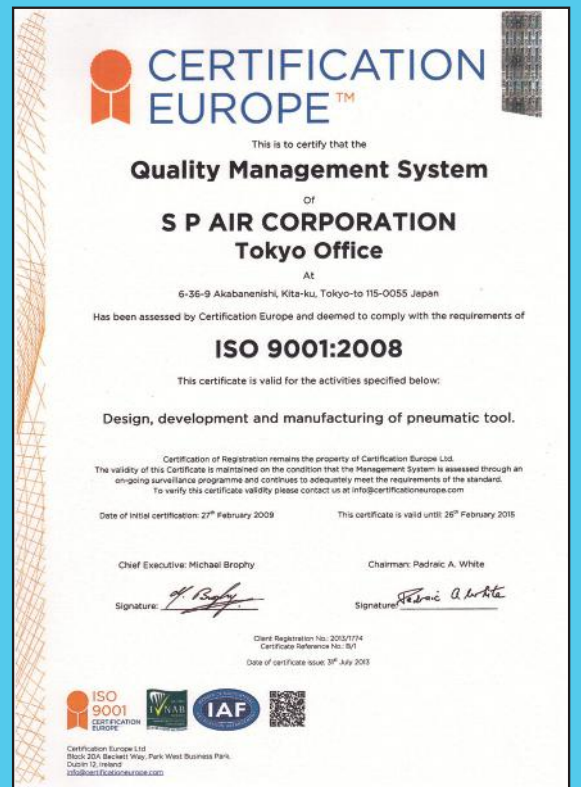 CERTIFICATION
EUROPE™
This is to certify that the
Quality Management System
Of
S P AIR CORPORATION
Tokyo Office
At
6-36-9 Akabanenishi, Kita-ku, Tokyo-to 115-0055 Japan
Has been assessed by Certification Europe and deemed to comply with the requirements of
ISO 9001:2008
This certificate is valid for the activities specified below:
Design, development and manufacturing of pneumatic tool.
Certification of Registration remains the property of Certification Europe Ltd.
The validity of this Certificate is maintained on the condition that the Management System is assessed through an
on-going surveillance programme and continues to adequately meet the requirements of the standard.
To verify this certificate validity please contact us at info@certificationeurope.com
Date of initial certification: 27th February 2009
This certificate is valid until: 26th February 2015
Chief Executive: Michael Brophy
Chairman: Padraic A. White
Signature: M. Brophy
Signature: Padraic A White
Client Registration No.: 2013/1774
Certificate Reference No.: B/1
Date of certificate issue: 31st July 2013
ISO
9001
CERTIFICATION
EUROPE
INAB
IAF
Certification Europe Ltd
Block 20A Beckett Way, Park West Business Park,
Dublin 12, Ireland
info@certificationeurope.com